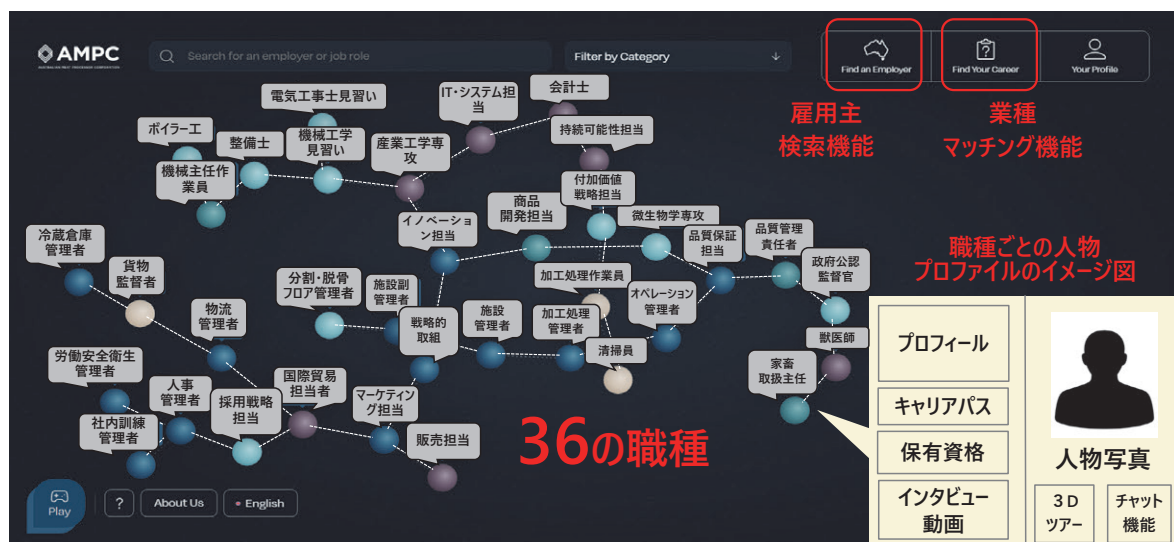 AMPC
AUSTRALIAN MEAT PROCESSOR CORPORATION
Search for an employer or job role
Filter by Category
Find an Employer
Find Your Career
Your Profile
雇用主
検索機能
業種
マッチング機能
電気工事士見習い
IT・システム担
当
会計士
ボイラー工
整備士
機械工学
見習い
産業工学専
攻
持続可能性担当
機械主任作
業員
付加価値
戦略担当
商品
開発担当
イノベーショ
ン担当
微生物学専攻
品質保証
担当
品質管理
責任者
政府公認
監督官
冷蔵倉庫
管理者
貨物
監督者
分割・脱骨
フロア管理者
施設副
管理者
加工処理作業員
オペレーション
管理者
物流
管理者
戦略的
取組
施設
管理者
加工処理
管理者
清掃員
獣医師
家畜
取扱主任
労働安全衛生
管理者
人事
管理者
採用戦略
担当
国際貿易
担当者
マーケティ
ング担当
社内訓練
管理者
販売担当
36の職種
職種ごとの人物
プロファイルのイメージ図
プロフィール
キャリアパス
保有資格
インタビュー
動画
人物写真
3D
ツアー
チャット
機能
Play
?
About Us
English